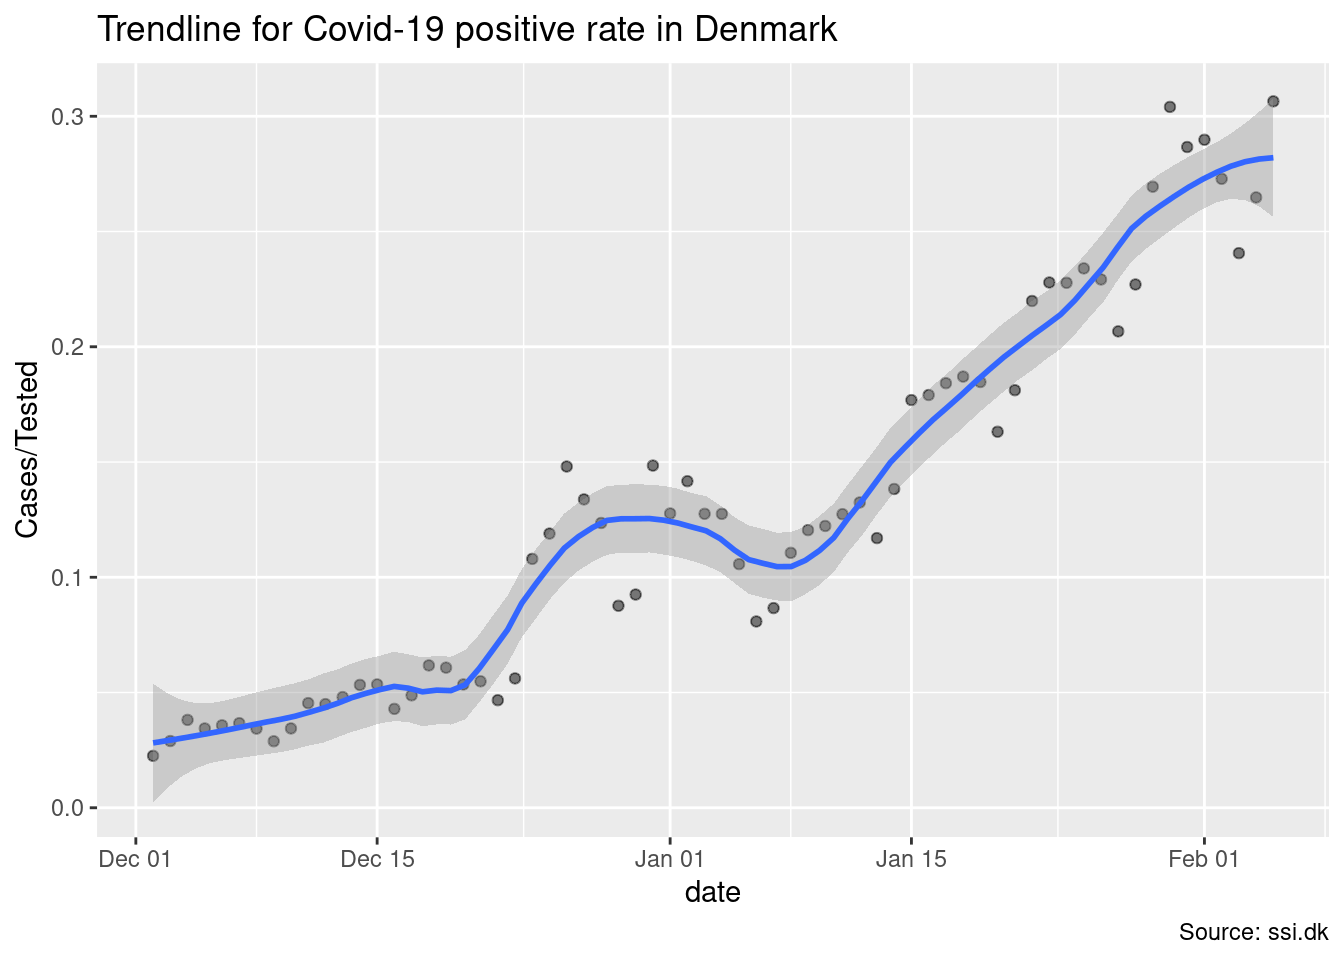 Trendline for Covid-19 positive rate in Denmark
Cases/Tested
0.3
0.2
0.1
0.0
Dec 01 Dec 15 Jan 01 Jan 15 Feb 01
date
Source: ssi.dk